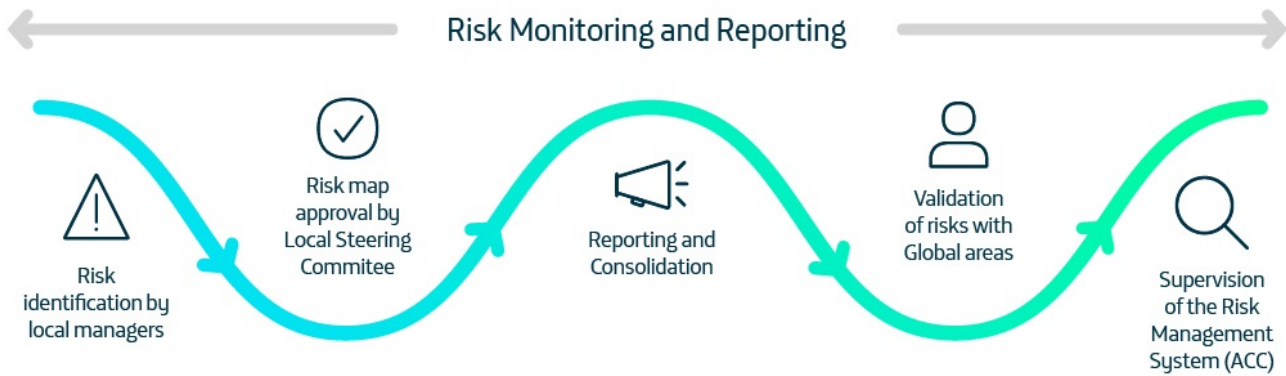 Risk Monitoring and Reporting
Risk
identification by
local managers
Risk map
approval by
Local Steering
Commitee
Reporting and
Consolidation
Validation
of risks with
Global areas
Supervision
of the Risk
Management
System (ACC)